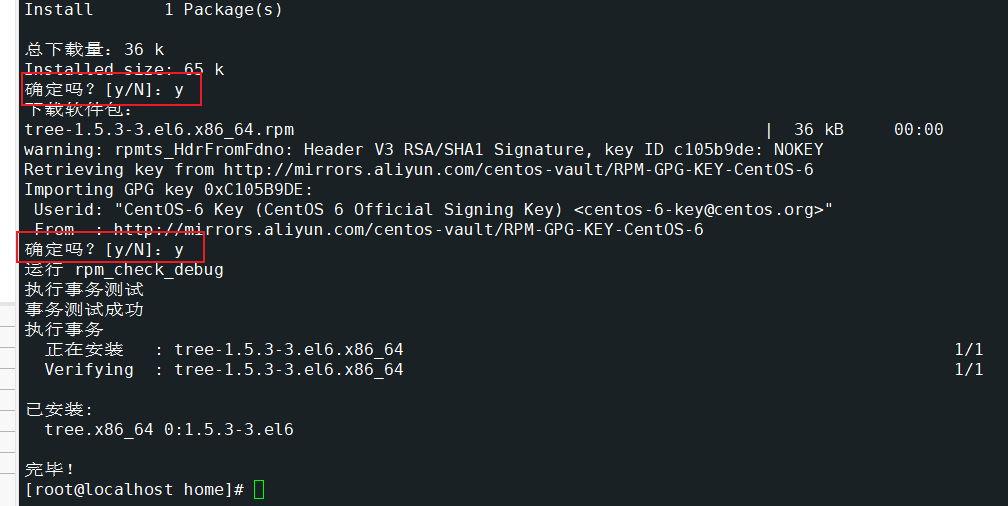 Install       1 Package(s)
总下载量：36 k
Installed size: 65 k
确定吗？[y/N]：y
下载软件包：
tree-1.5.3-3.el6.x86_64.rpm | 36 kB 00:00
warning: rpmts_HdrFromFdno: Header V3 RSA/SHA1 Signature, key ID c105b9de: NOKEY
Retrieving key from http://mirrors.aliyun.com/centos-vault/RPM-GPG-KEY-CentOS-6
Importing GPG key 0xC105B9DE:
 Userid: "CentOS-6 Key (CentOS 6 Official Signing Key) <centos-6-key@centos.org>"
 From  : http://mirrors.aliyun.com/centos-vault/RPM-GPG-KEY-CentOS-6
确定吗？[y/N]：y
运行 rpm_check_debug
执行事务测试
事务测试成功
执行事务
  正在安装   : tree-1.5.3-3.el6.x86_64 1/1
  Verifying  : tree-1.5.3-3.el6.x86_64 1/1
已安装:
  tree.x86_64 0:1.5.3-3.el6
完毕！
[root@localhost home]#